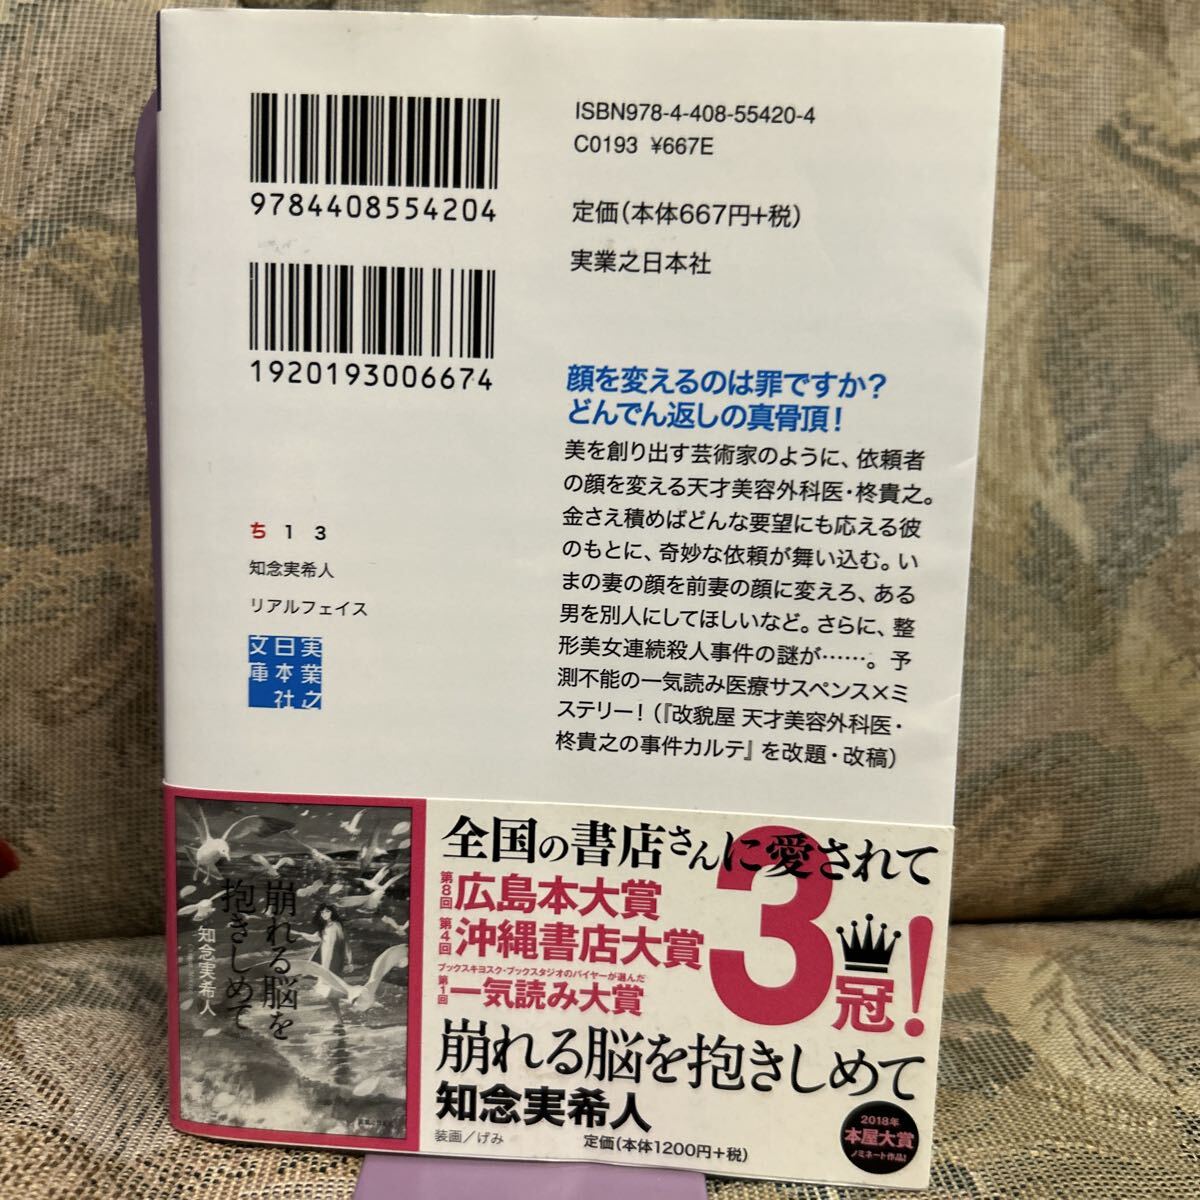 9784408554204
1920193006674
ISBN978-4-408-55420-4
C0193 ¥667E
定価(本体667円+税)
実業之日本社
顔を変えるのは罪ですか?
どんでん返しの真骨頂!
美を創り出す芸術家のように、依頼者
の顔を変える天才美容外科医・柊貴之。
金さえ積めばどんな要望にも応える彼
のもとに、奇妙な依頼が舞い込む。い
まの妻の顔を前妻の顔に変えろ、ある
男を別人にしてほしいなど。さらに、整
形美女連続殺人事件の謎が……。予
測不能の一気読み医療サスペンス×ミ
ステリー!(『改貌屋 天才美容外科医・
柊貴之の事件カルテ』を改題・改稿)
ち 1 3
知念実希人
リアルフェイス
実業之
日本社
文庫
崩れる脳を
抱きしめて
知念実希人
全国の書店さんに愛されて
3冠!
第8回 広島本大賞
第4回 沖縄書店大賞
ブックスキヨスク・ブックスタジオのバイヤーが選んだ
第1回 一気読み大賞
崩れる脳を抱きしめて
知念実希人
装画/げみ
定価(本体1200円+税)
2018年
本屋大賞
ノミネート作品!